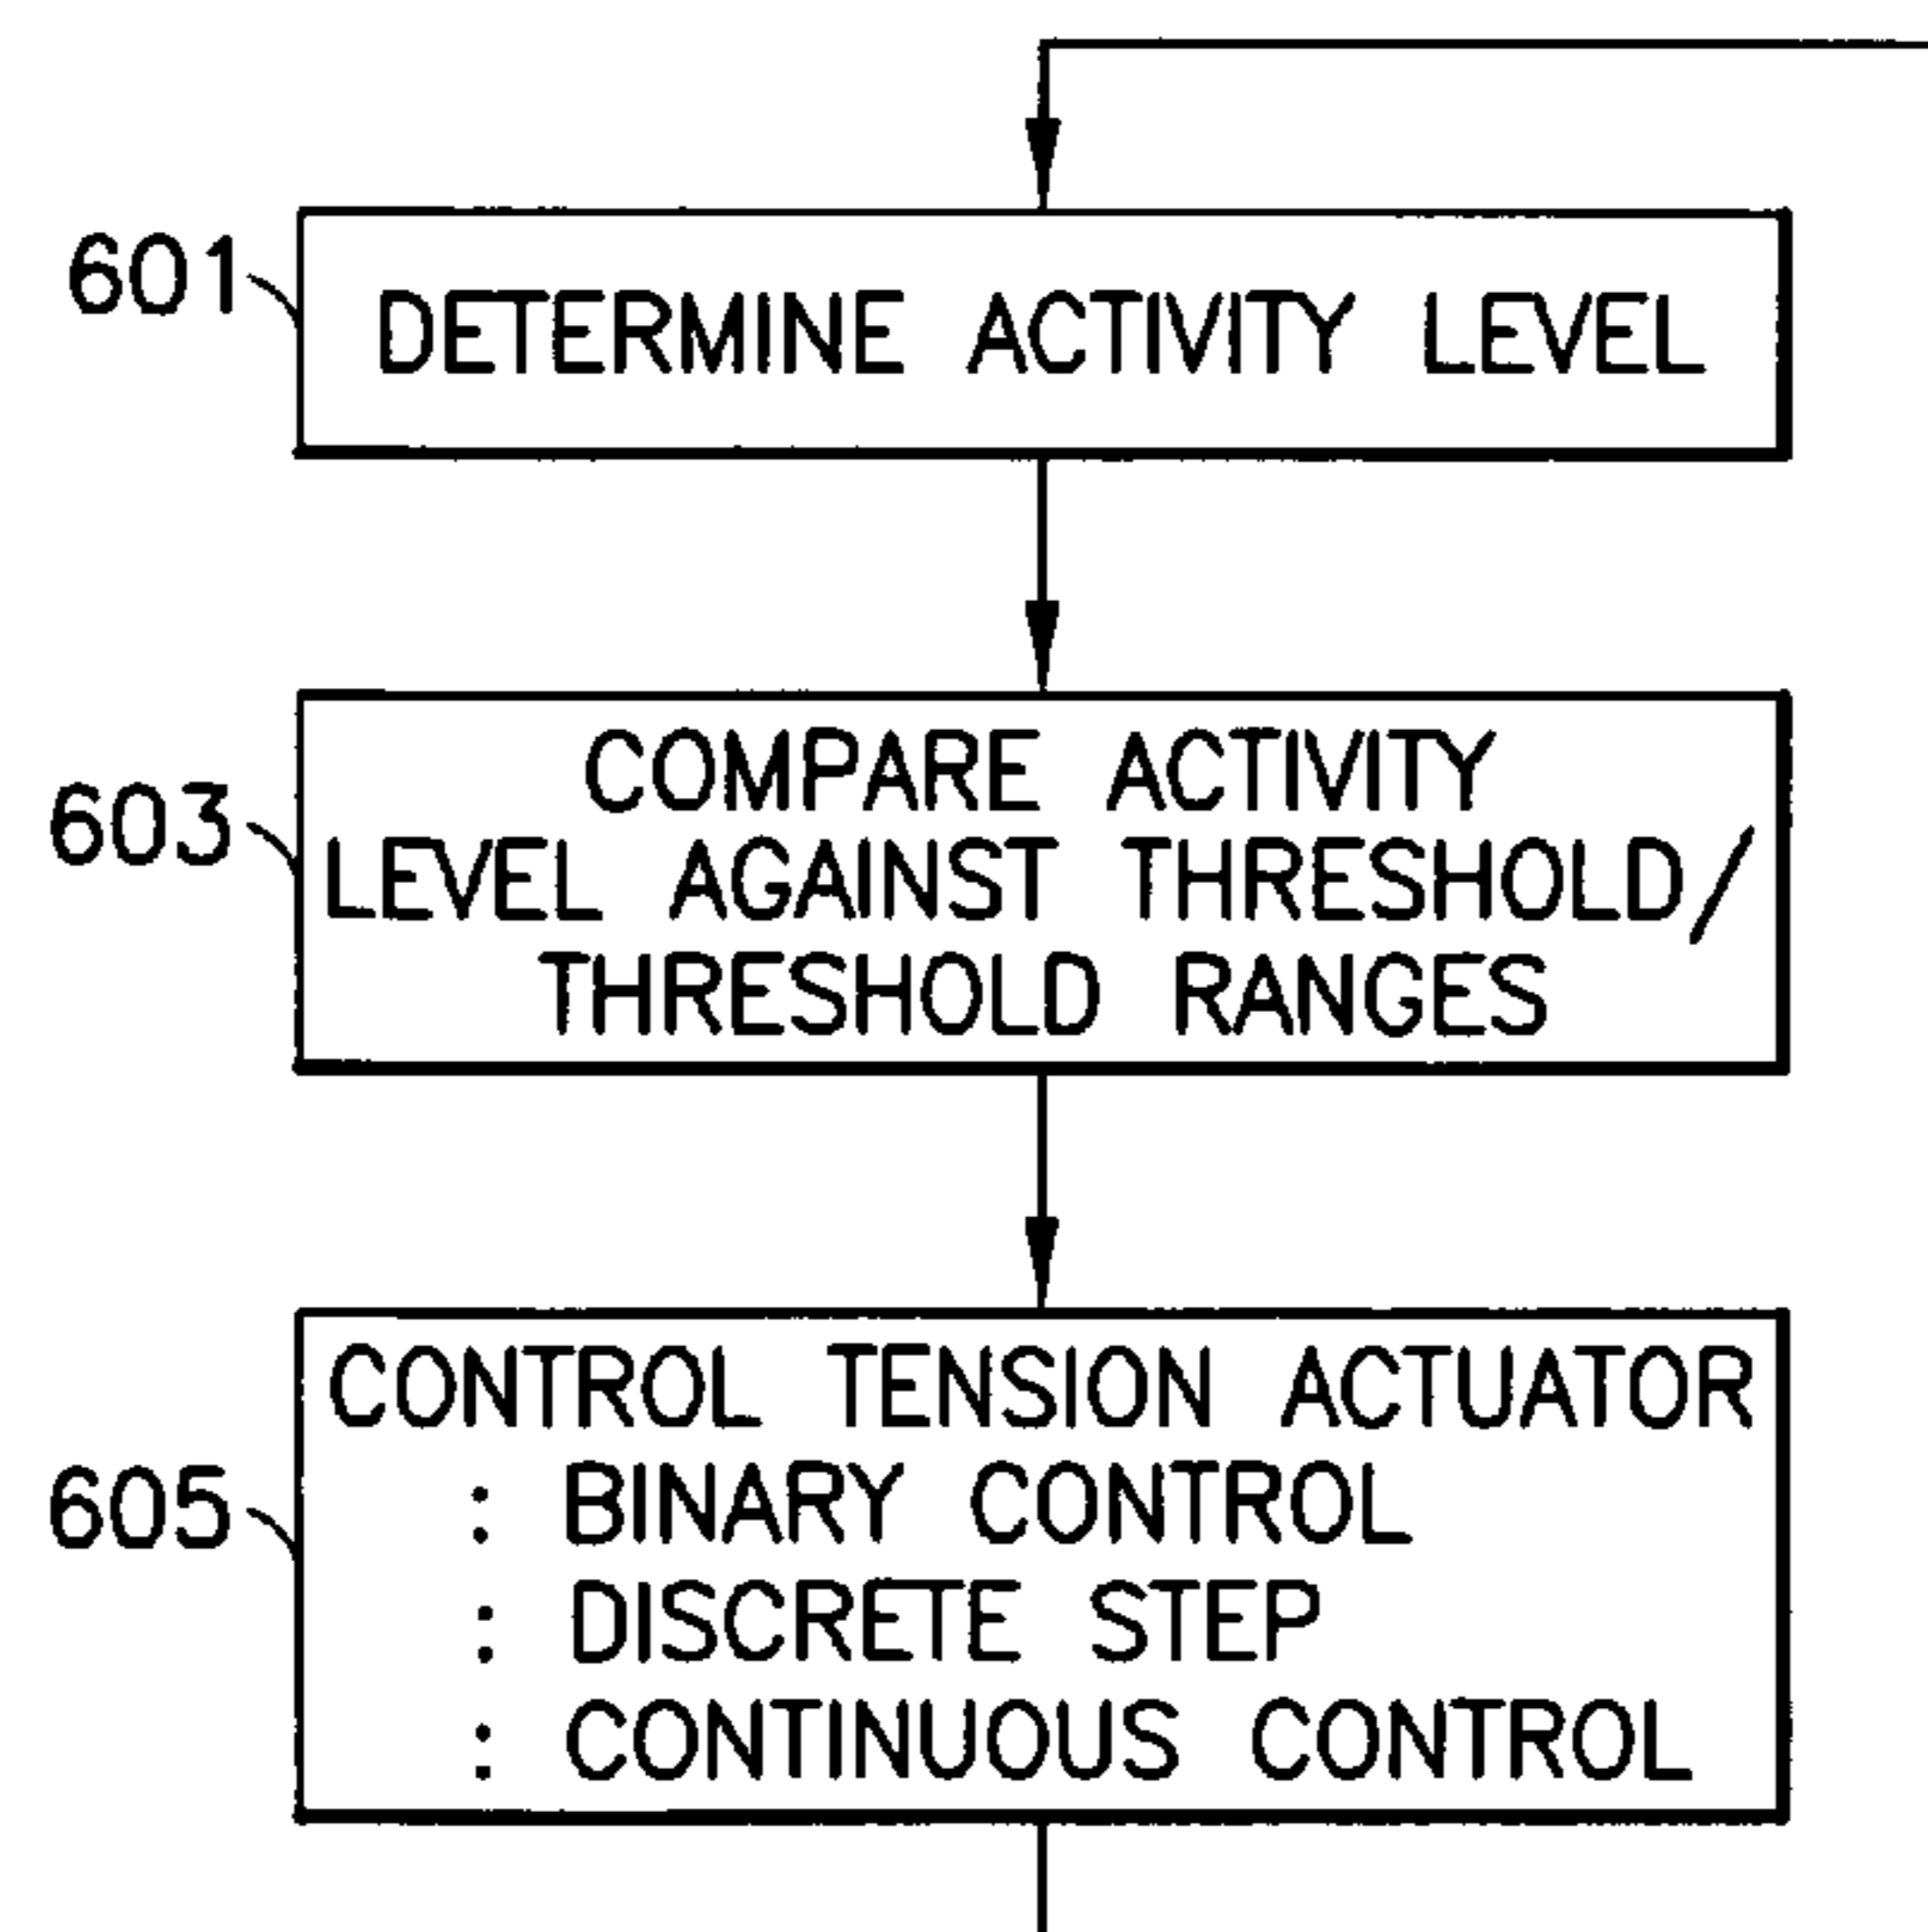 601
DETERMINE ACTIVITY LEVEL
603
COMPARE ACTIVITY
LEVEL AGAINST THRESHOLD/
THRESHOLD RANGES
605
CONTROL TENSION ACTUATOR
: BINARY CONTROL
: DISCRETE STEP
: CONTINUOUS CONTROL